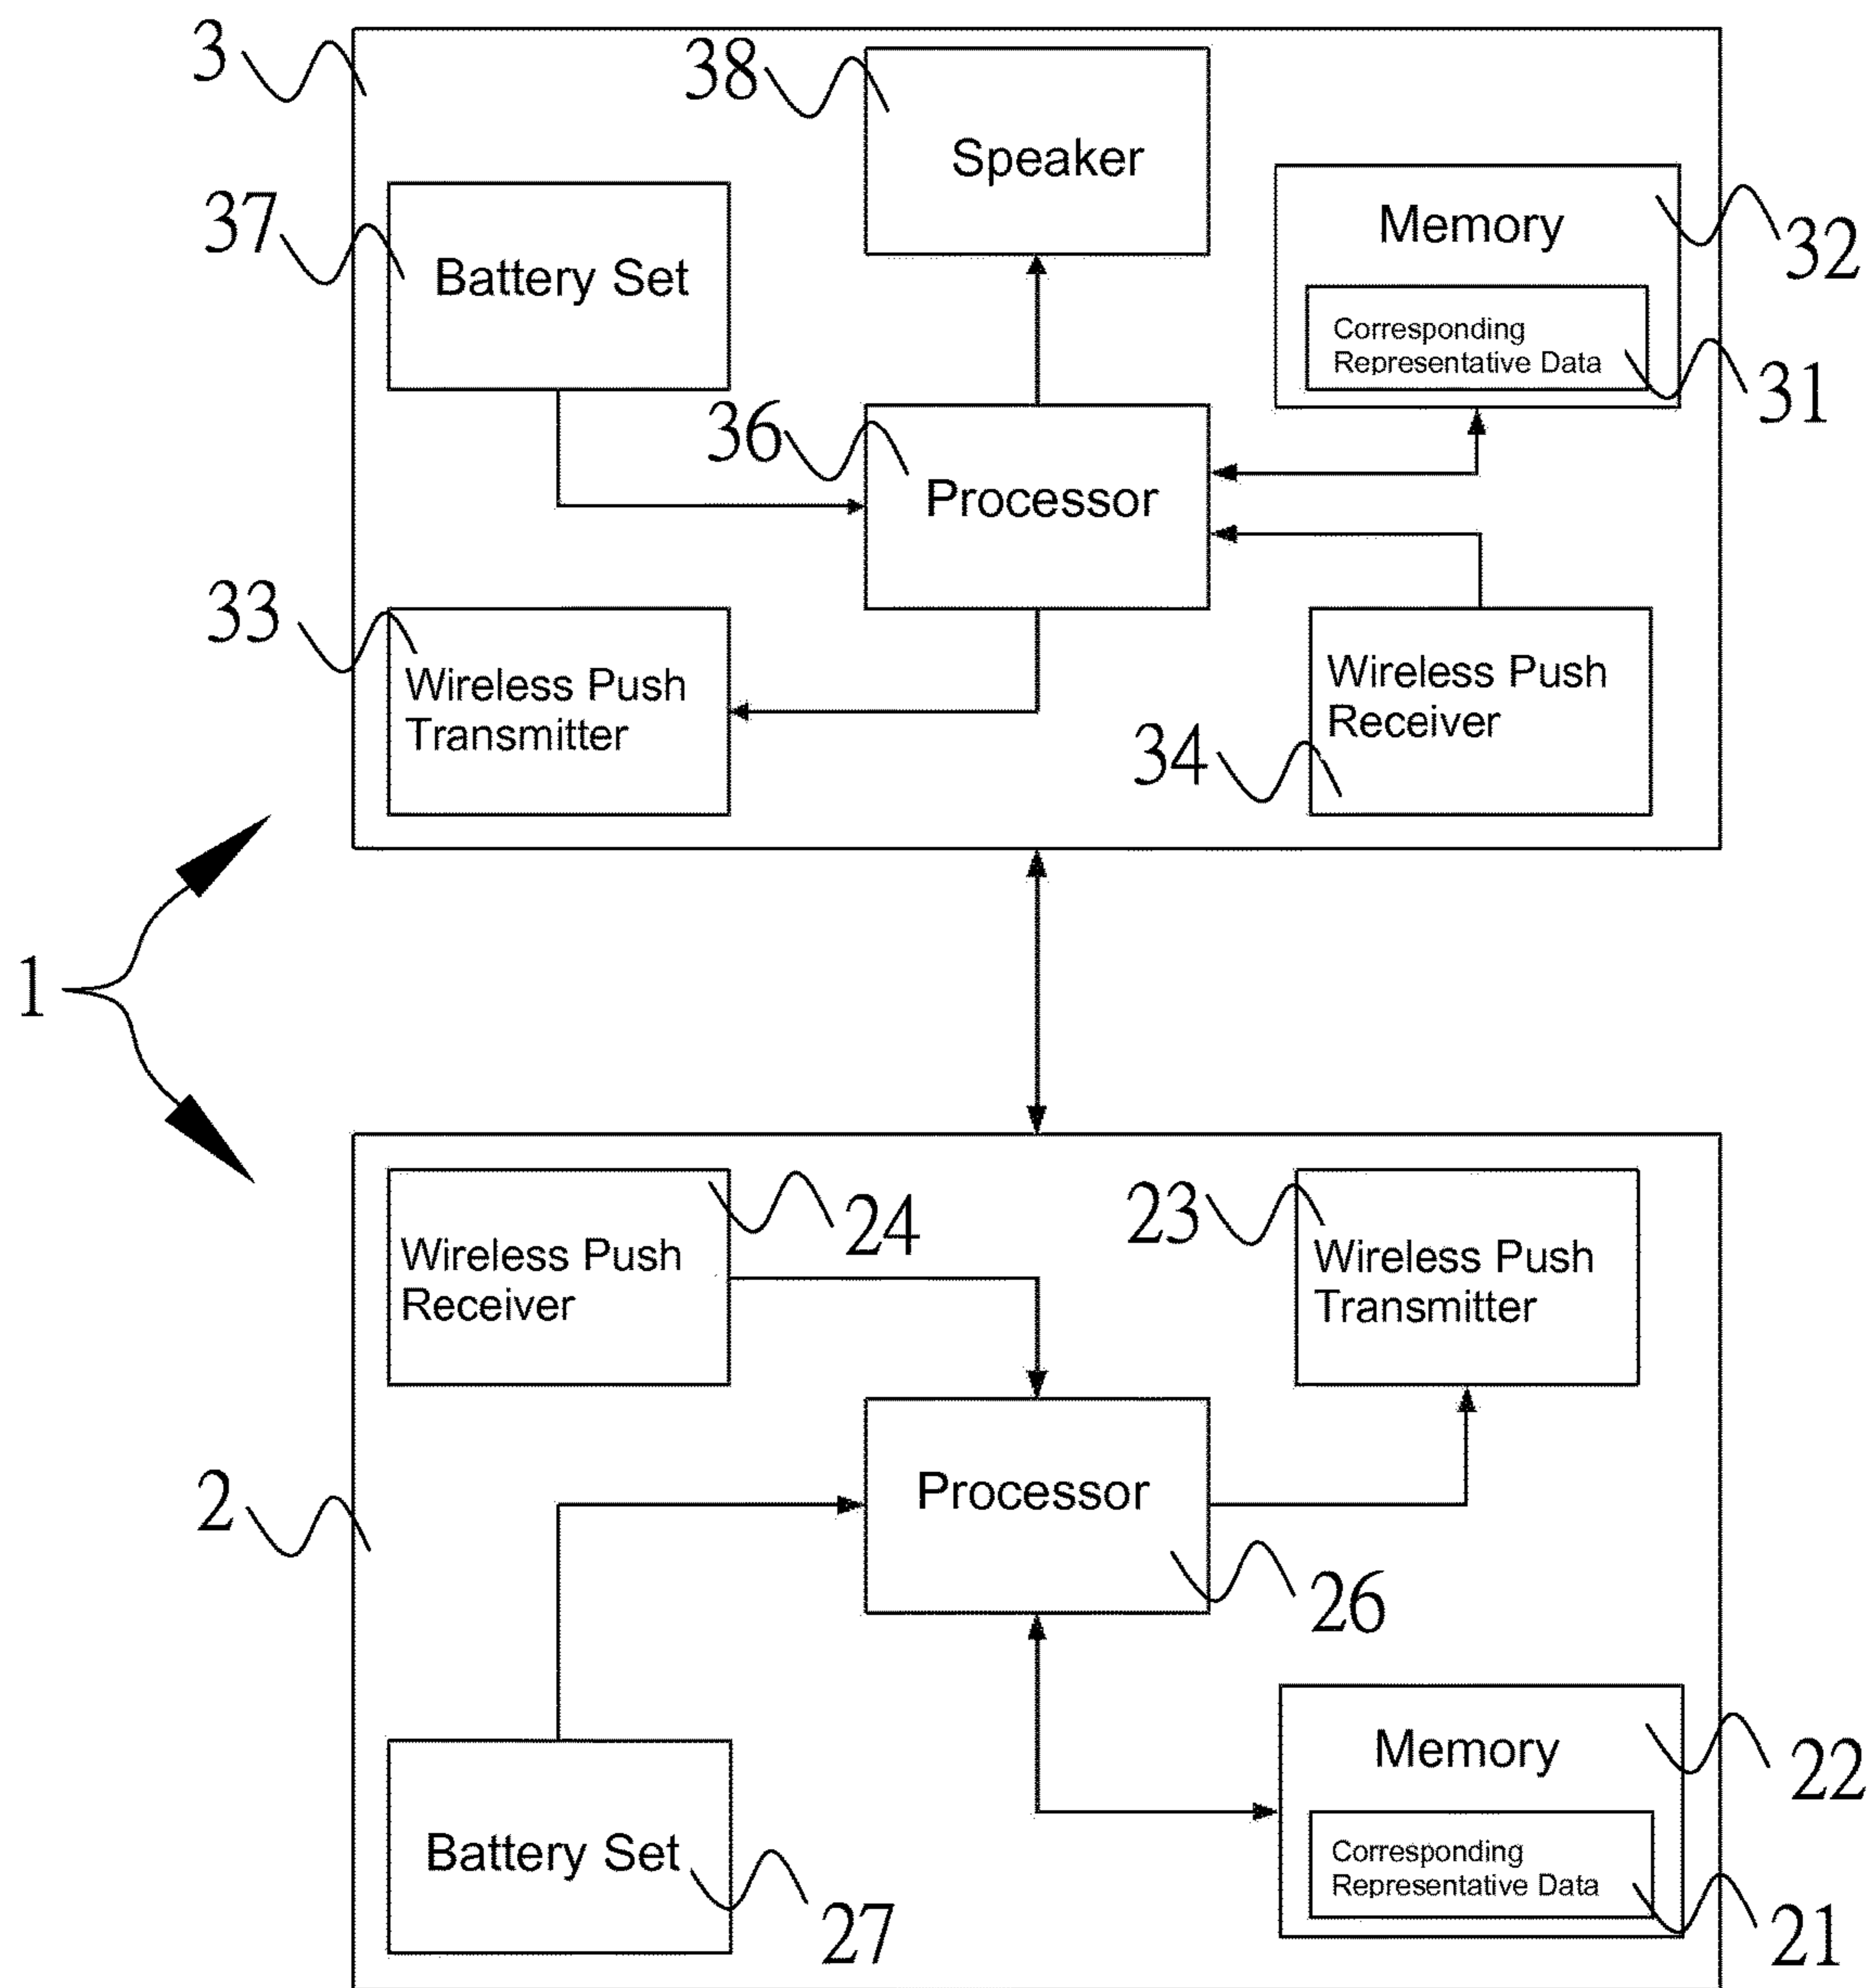 3
38
Speaker
37
Battery Set
Memory
32
Corresponding
Representative Data
31
36
Processor
33
Wireless Push
Transmitter
Wireless Push
Receiver
34
1
24
23
Wireless Push
Receiver
Wireless Push
Transmitter
2
Processor
26
Memory
22
Battery Set
27
Corresponding
Representative Data
21